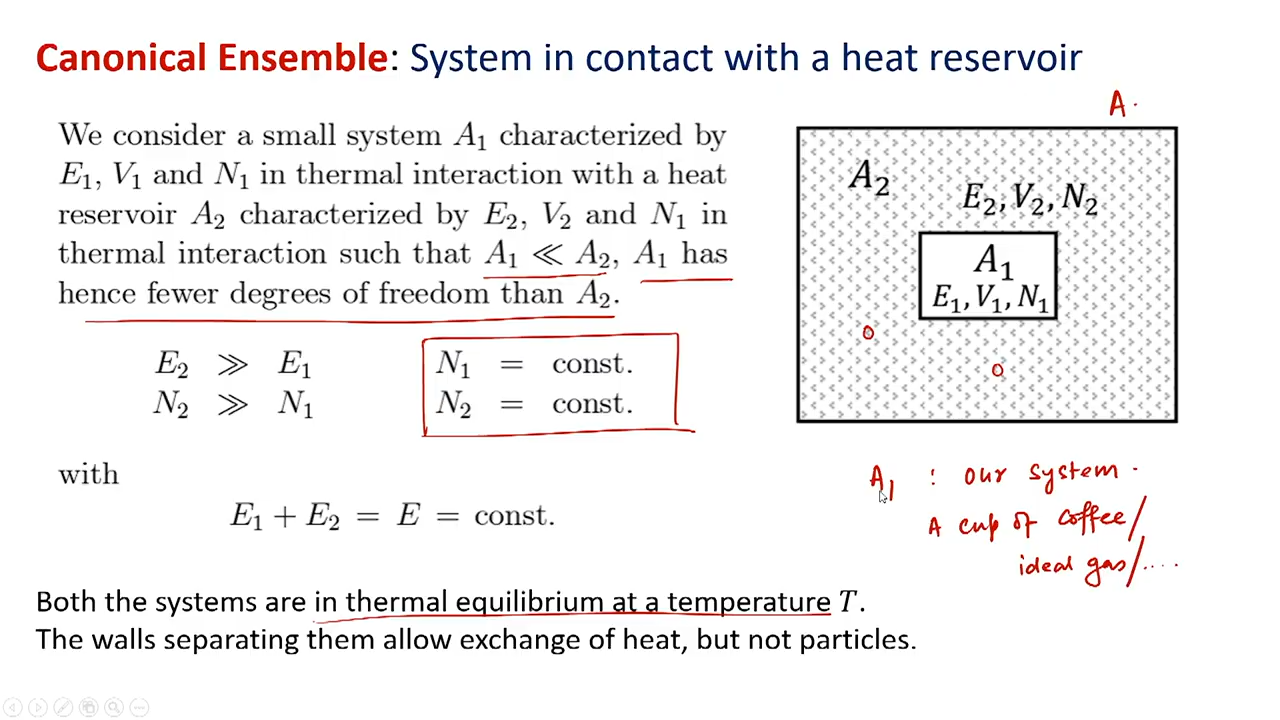 Canonical Ensemble: System in contact with a heat reservoir
We consider a small system A₁ characterized by
E₁, V₁ and N₁ in thermal interaction with a heat
reservoir A₂ characterized by E₂, V₂ and N₁ in
thermal interaction such that A₁ ≪ A₂, A₁ has
hence fewer degrees of freedom than A₂.
E₂ ≫ E₁
N₂ ≫ N₁
N₁ = const.
N₂ = const.
with
E₁ + E₂ = E = const.
Both the systems are in thermal equilibrium at a temperature T.
The walls separating them allow exchange of heat, but not particles.
A.
A₂
E₂, V₂, N₂
A₁
E₁, V₁, N₁
A₁ : our system.
A cup of coffee/
ideal gas/....